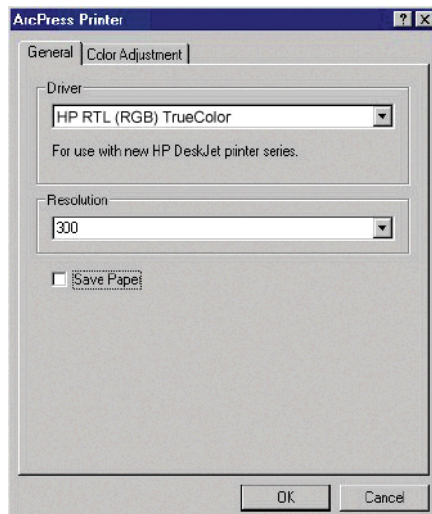 ArcPress Printer
General
Color Adjustment
Driver
HP RTL (RGB) TrueColor
For use with new HP DeskJet printer series.
Resolution
300
Save Paper
OK
Cancel